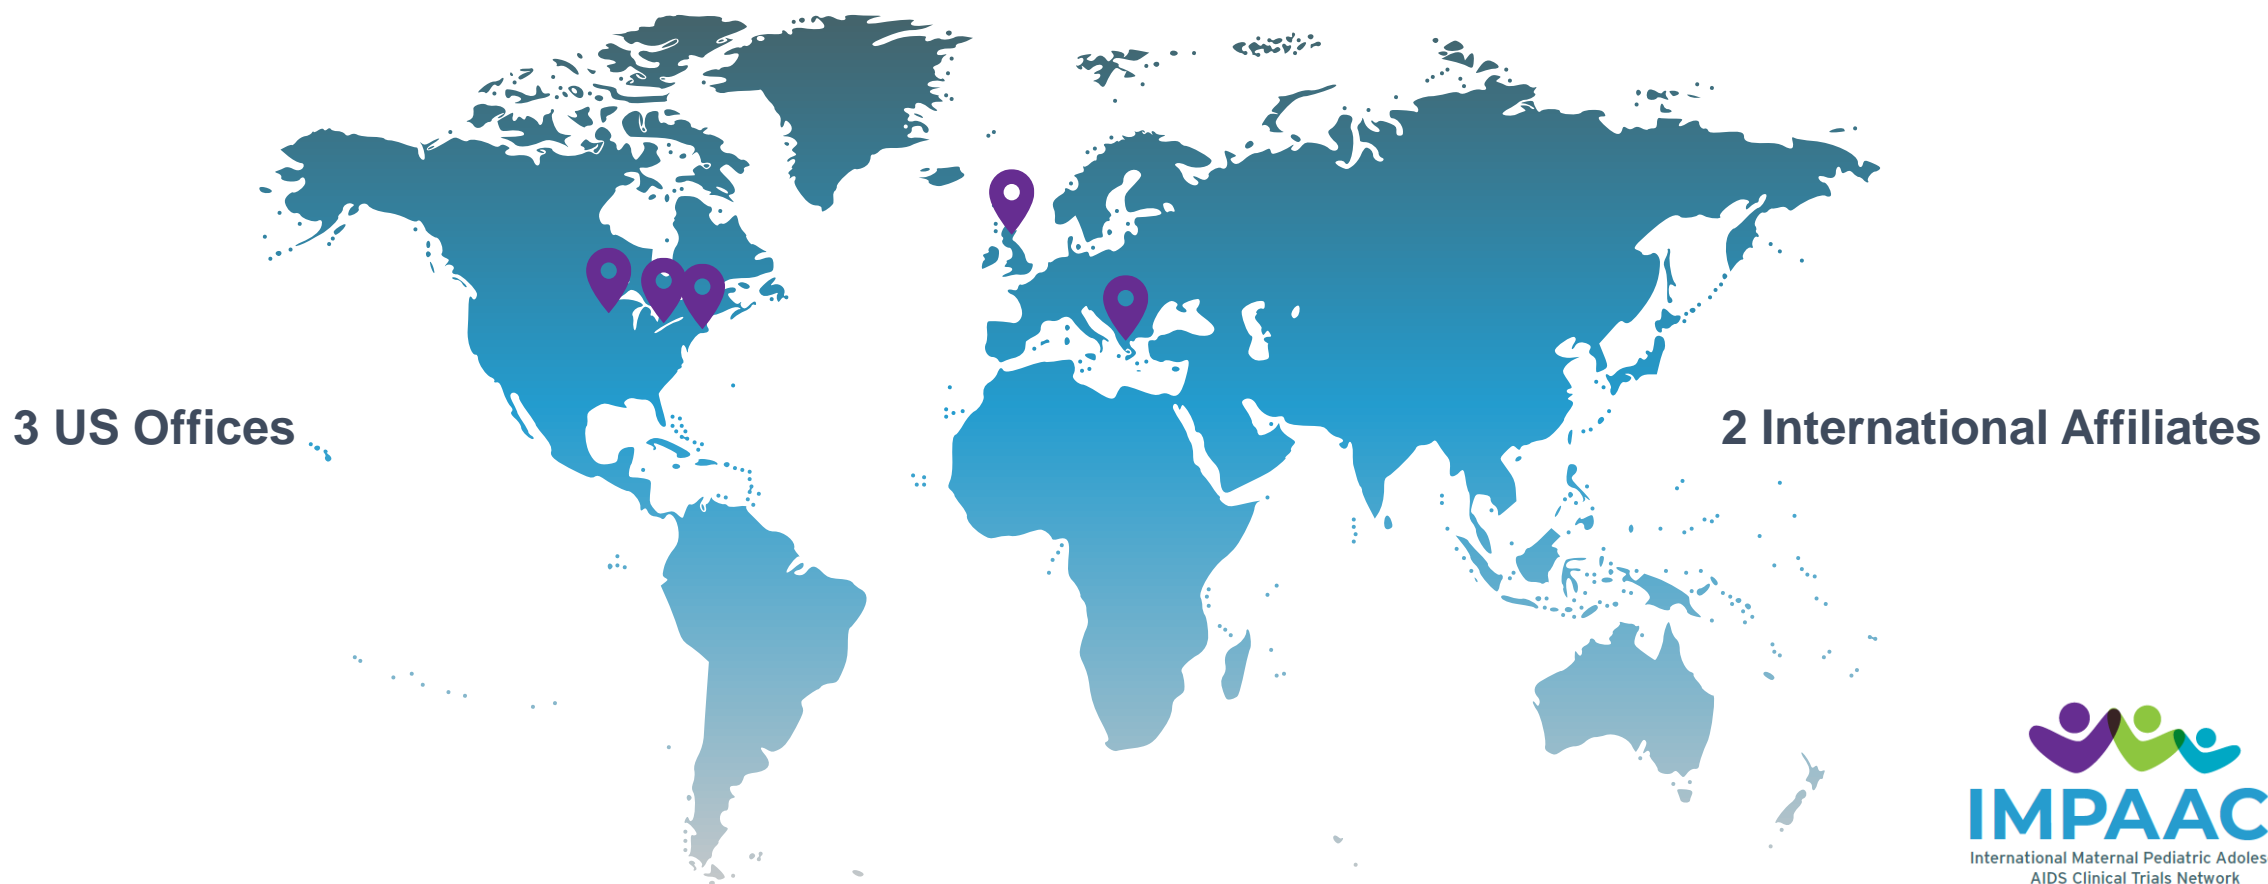 3 US Offices
2 International Affiliates
IMPAAC
International Maternal Pediatric Adoles
AIDS Clinical Trials Network